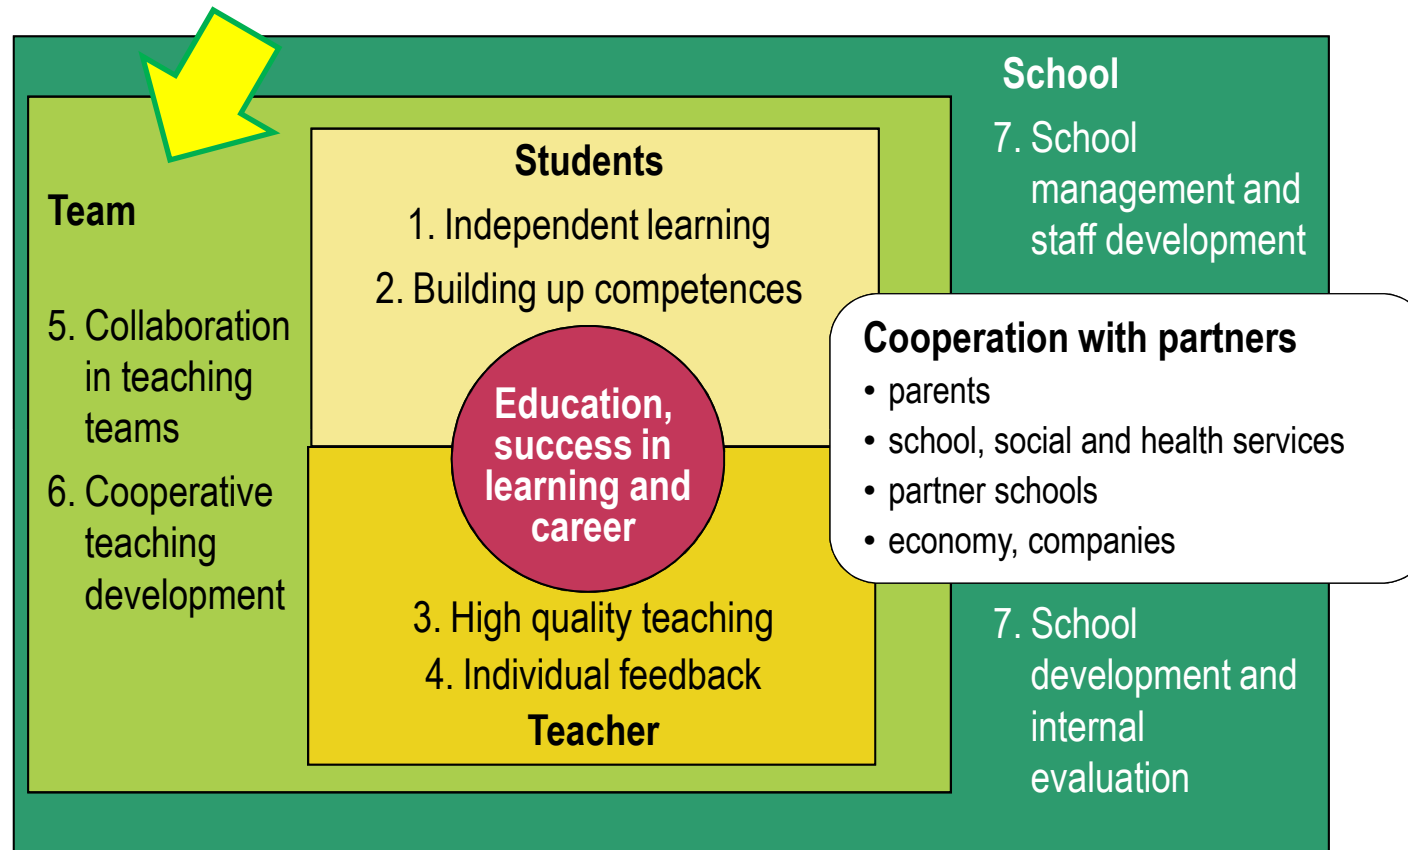 School
7. School
management and
staff development
Team
5. Collaboration
in teaching
teams
6. Cooperative
teaching
development
Students
1. Independent learning
2. Building up competences
Education,
success in
learning and
career
3. High quality teaching
4. Individual feedback
Teacher
Cooperation with partners
• parents
• school, social and health services
• partner schools
• economy, companies
7. School
development and
internal
evaluation